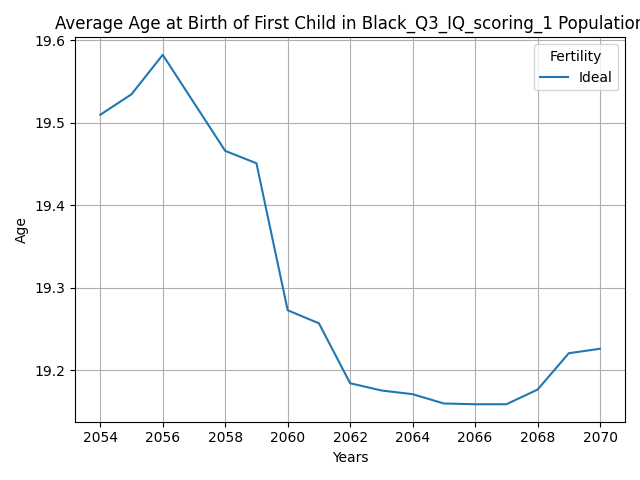 Average Age at Birth of First Child in Black_Q3_IQ_scoring_1 Population
Fertility
Ideal
19.6
19.5
19.4
19.3
19.2
Age
2054 2056 2058 2060 2062 2064 2066 2068 2070
Years